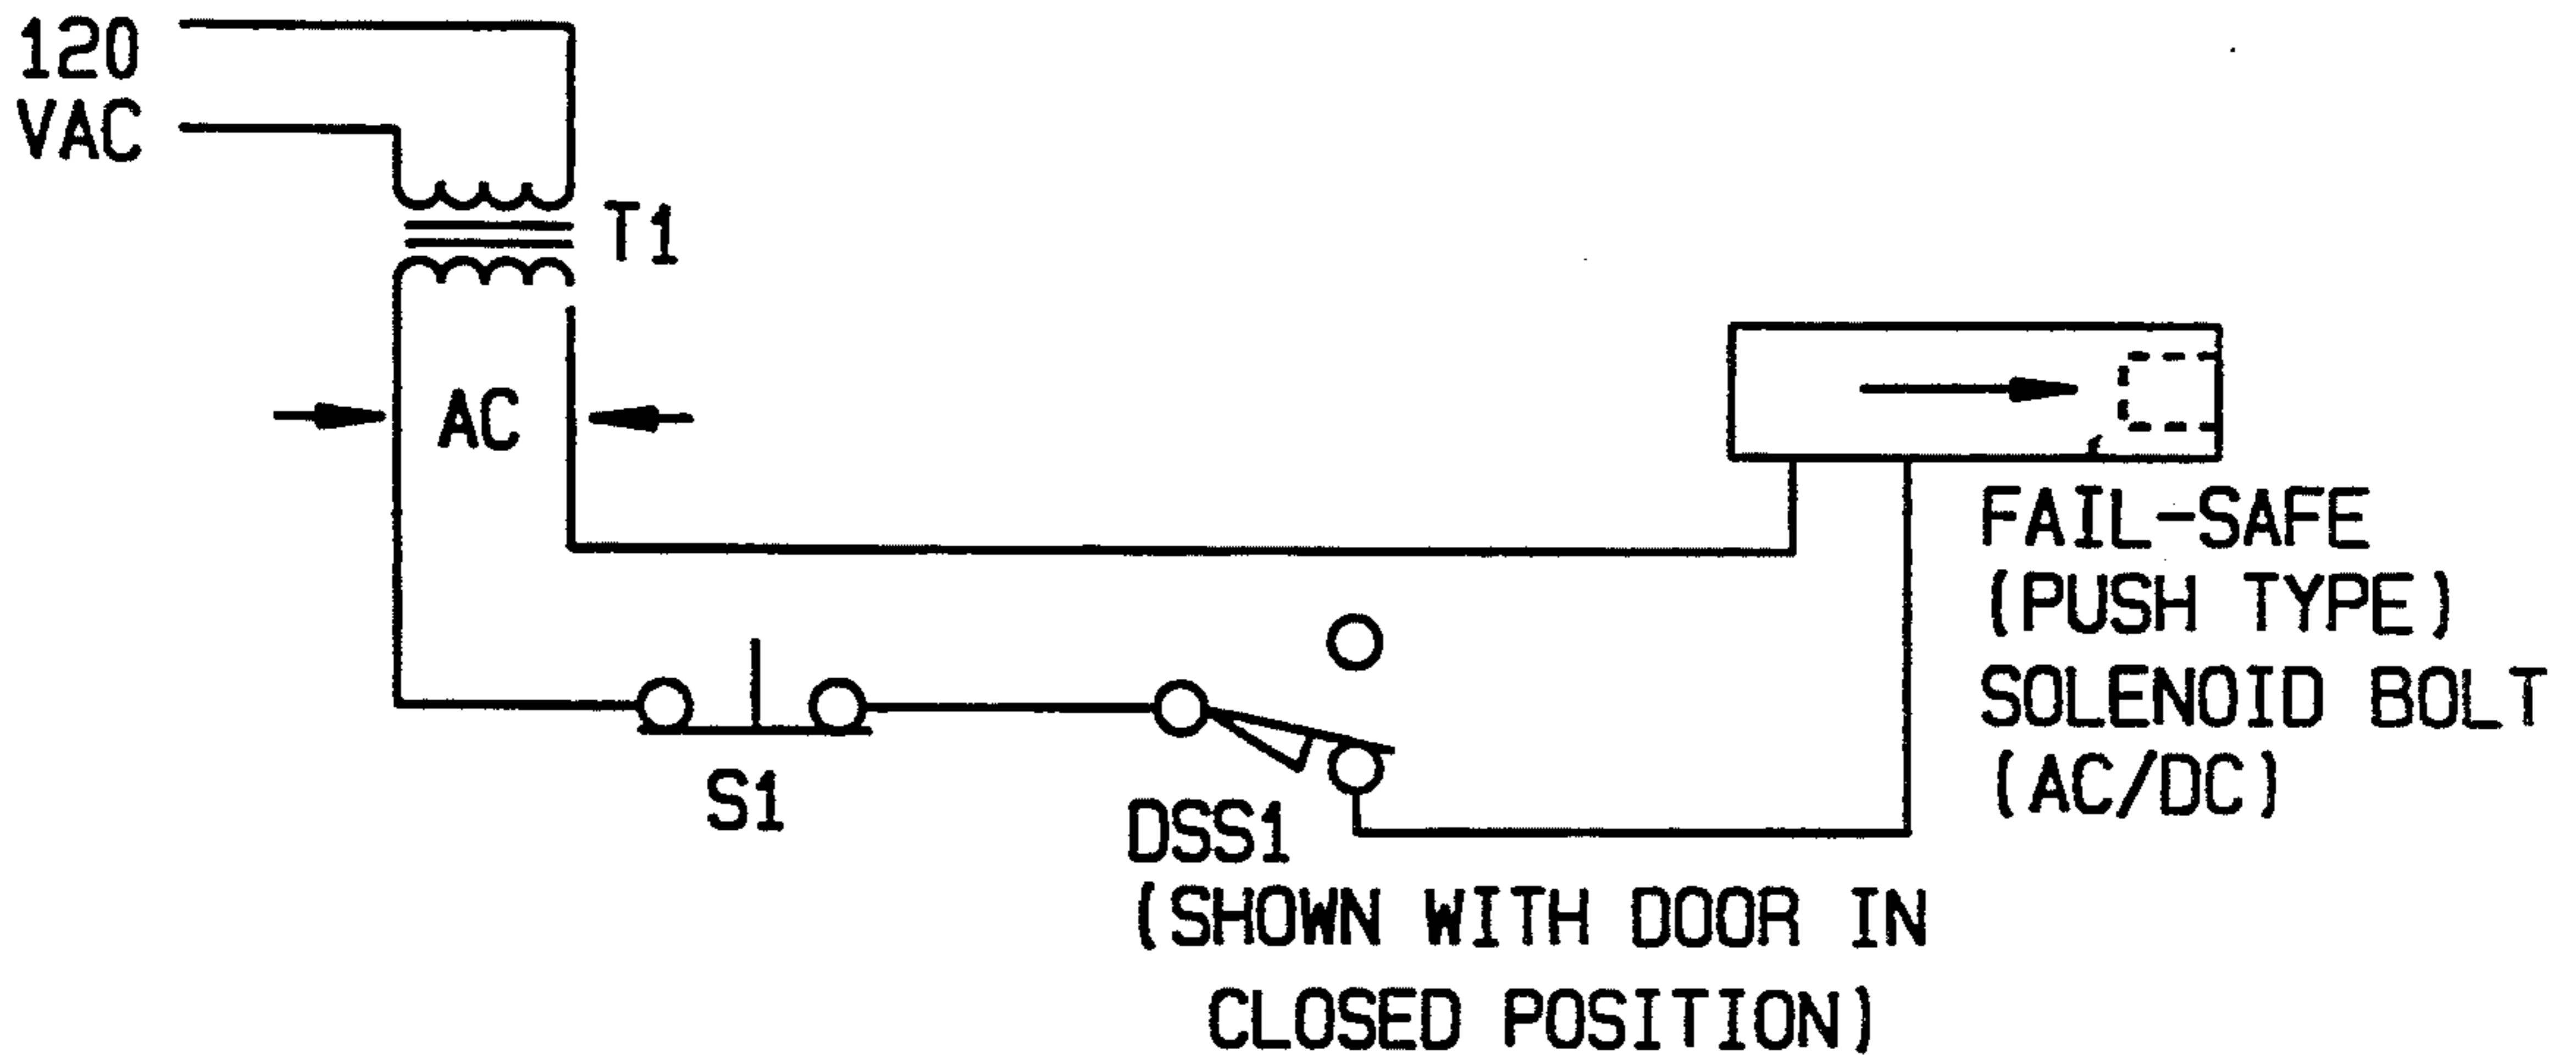 120
VAC
T1
AC
FAIL-SAFE
(PUSH TYPE)
SOLENOID BOLT
(AC/DC)
S1
DSS1
(SHOWN WITH DOOR IN
CLOSED POSITION)